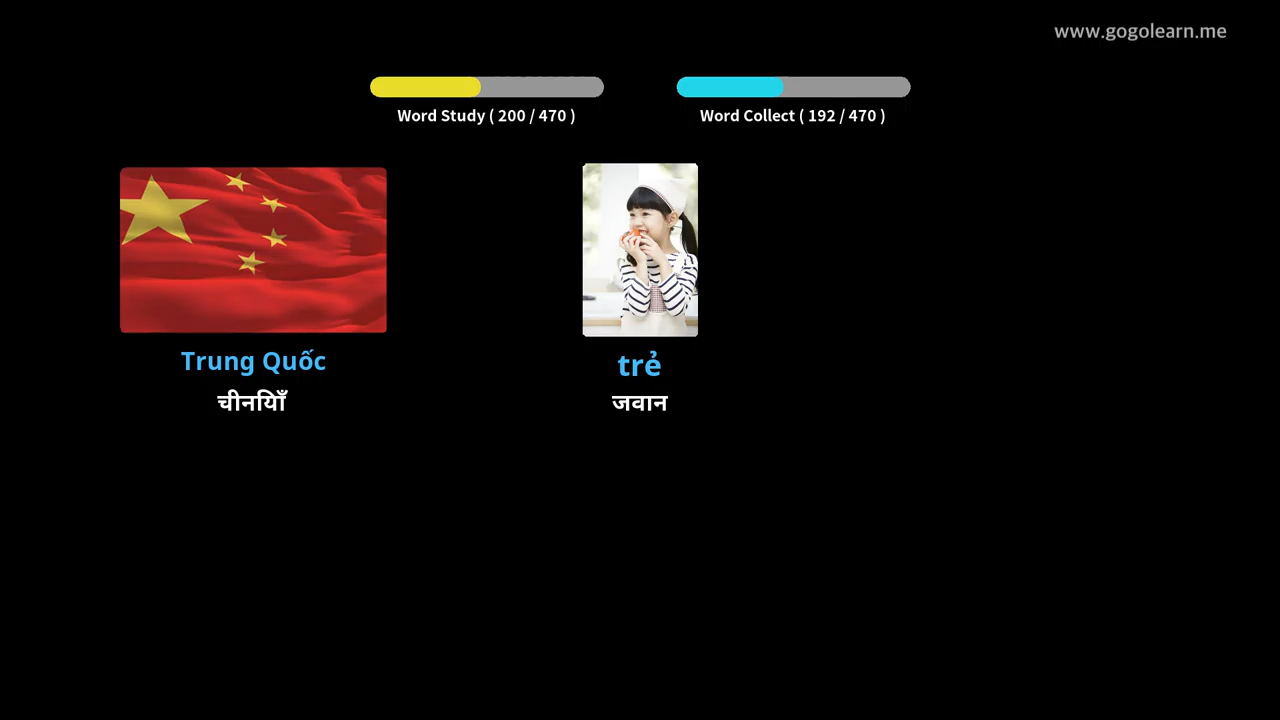 www.gogolearn.me
Word Study ( 200 / 470 )
Word Collect ( 192 / 470 )
Trung Quốc
trẻ
चीनियाँ
जवान